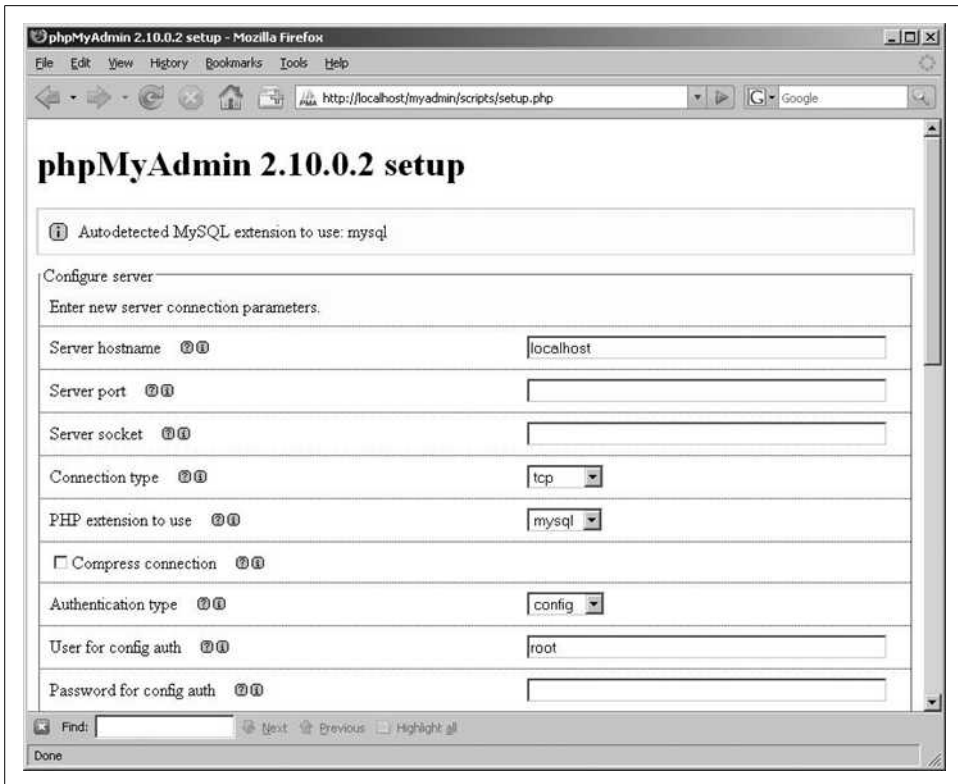 phpMyAdmin 2.10.0.2 setup - Mozilla Firefox
File Edit View History Bookmarks Tools Help
http://localhost/myadmin/scripts/setup.php
G Google
phpMyAdmin 2.10.0.2 setup
Autodetected MySQL extension to use: mysql
Configure server
Enter new server connection parameters.
Server hostname localhost
Server port
Server socket
Connection type tcp
PHP extension to use mysql
Compress connection
Authentication type config
User for config auth root
Password for config auth
Find: Next Previous Highlight all
Done